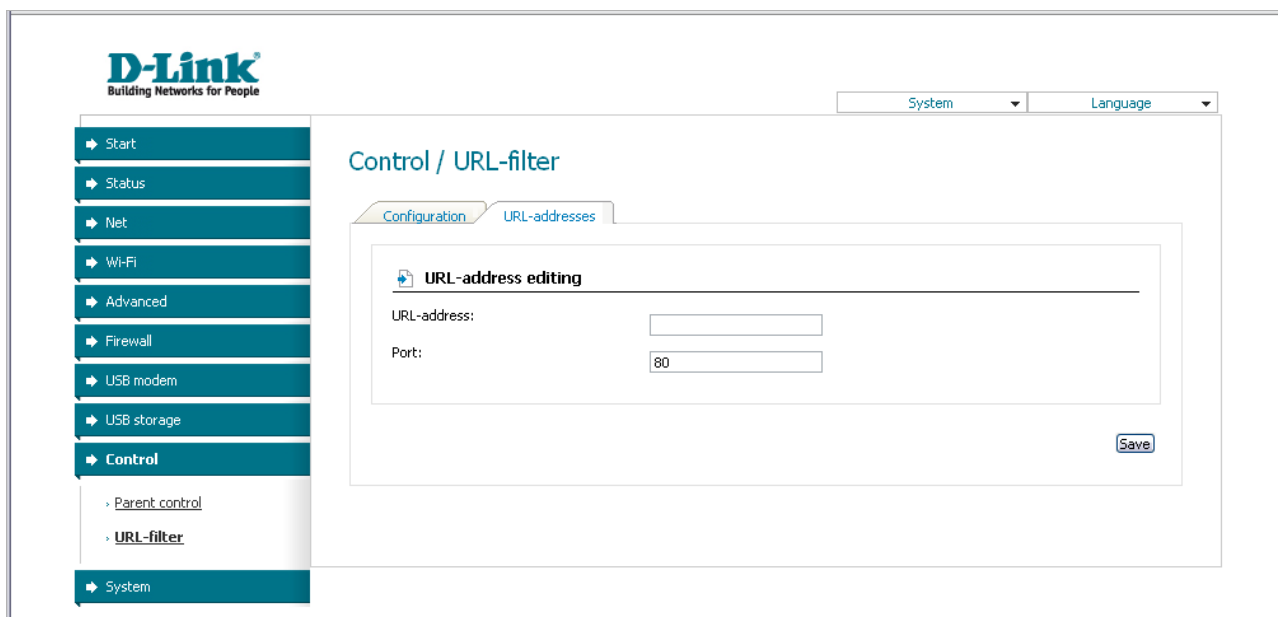 D-Link
Building Networks for People
System Language
Start
Status
Net
Wi-Fi
Advanced
Firewall
USB modem
USB storage
Control
Parent control
URL-filter
System
Control / URL-filter
Configuration URL-addresses
URL-address editing
URL-address:
Port: 80
Save